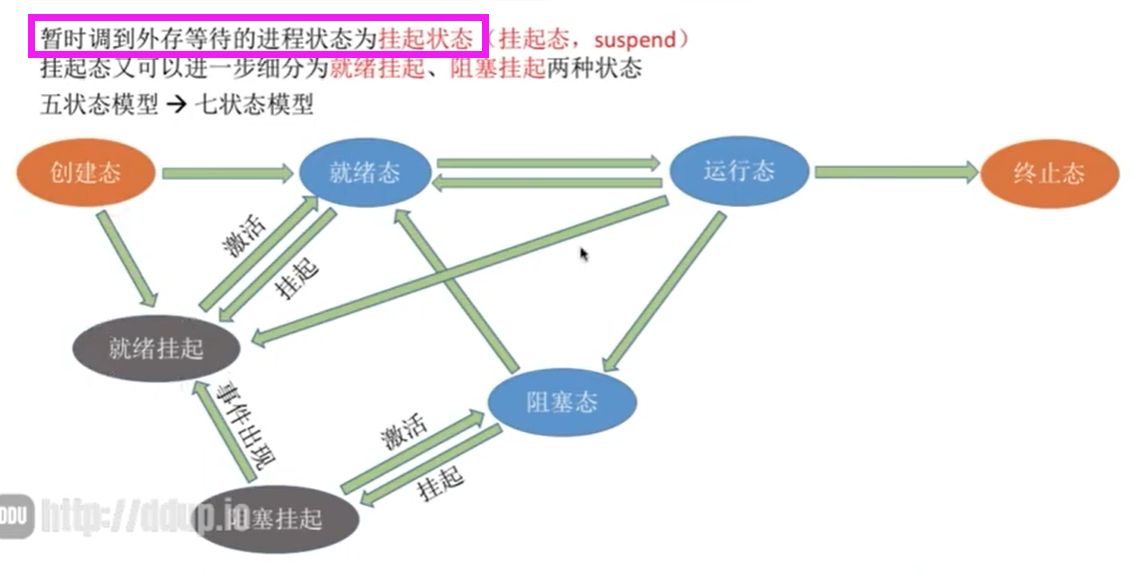 暂时调到外存等待的进程状态为挂起状态（挂起态，suspend）
挂起态又可以进一步细分为就绪挂起、阻塞挂起两种状态
五状态模型 → 七状态模型
创建态
就绪态
运行态
终止态
激活
挂起
就绪挂起
事件出现
阻塞态
激活
挂起
阻塞挂起
DDU http://ddup.io